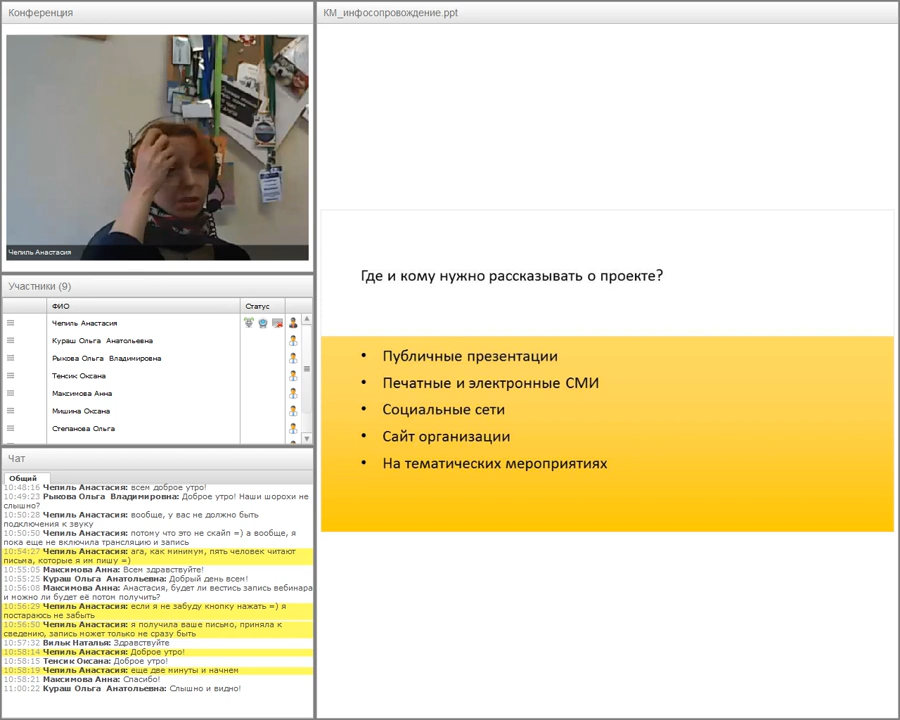 Конференция
Чепиль Анастасия
Участники (9)
ФИО
Статус
Чепиль Анастасия
Кураш Ольга Анатольевна
Рыкова Ольга Владимировна
Тенсик Оксана
Максимова Анна
Мишина Оксана
Степанова Ольга
Чат
Общий
10:48:16 Чепиль Анастасия: всем доброе утро!
10:49:23 Рыкова Ольга Владимировна: Доброе утро! Наши шорохи не
слышно?
10:50:28 Чепиль Анастасия: вообще, у вас не должно быть
подключения к звуку
10:50:50 Чепиль Анастасия: потому что это не скайп =) а вообще, я
пока еще не включила трансляцию и запись
10:54:27 Чепиль Анастасия: ага, как минимум, пять человек читают
письма, которые я им пишу =)
10:55:05 Максимова Анна: Всем здравствуйте!
10:55:25 Кураш Ольга Анатольевна: Добрый день всем!
10:56:08 Максимова Анна: Анастасия, будет ли вестись запись вебинара
и можно ли будет её потом получить?
10:56:29 Чепиль Анастасия: если я не забуду кнопку нажать =) я
постараюсь не забыть
10:56:50 Чепиль Анастасия: я получила ваше письмо, приняла к
сведению, запись может только не сразу быть
10:57:32 Вильк Наталья: Здравствуйте
10:58:14 Чепиль Анастасия: Доброе утро!
10:58:15 Тенсик Оксана: Доброе утро!
10:58:19 Чепиль Анастасия: еще две минуты и начнем
10:58:21 Максимова Анна: Спасибо!
11:00:22 Кураш Ольга Анатольевна: Слышно и видно!
КМ_инфосопровождение.ppt
Где и кому нужно рассказывать о проекте?
• Публичные презентации
• Печатные и электронные СМИ
• Социальные сети
• Сайт организации
• На тематических мероприятиях